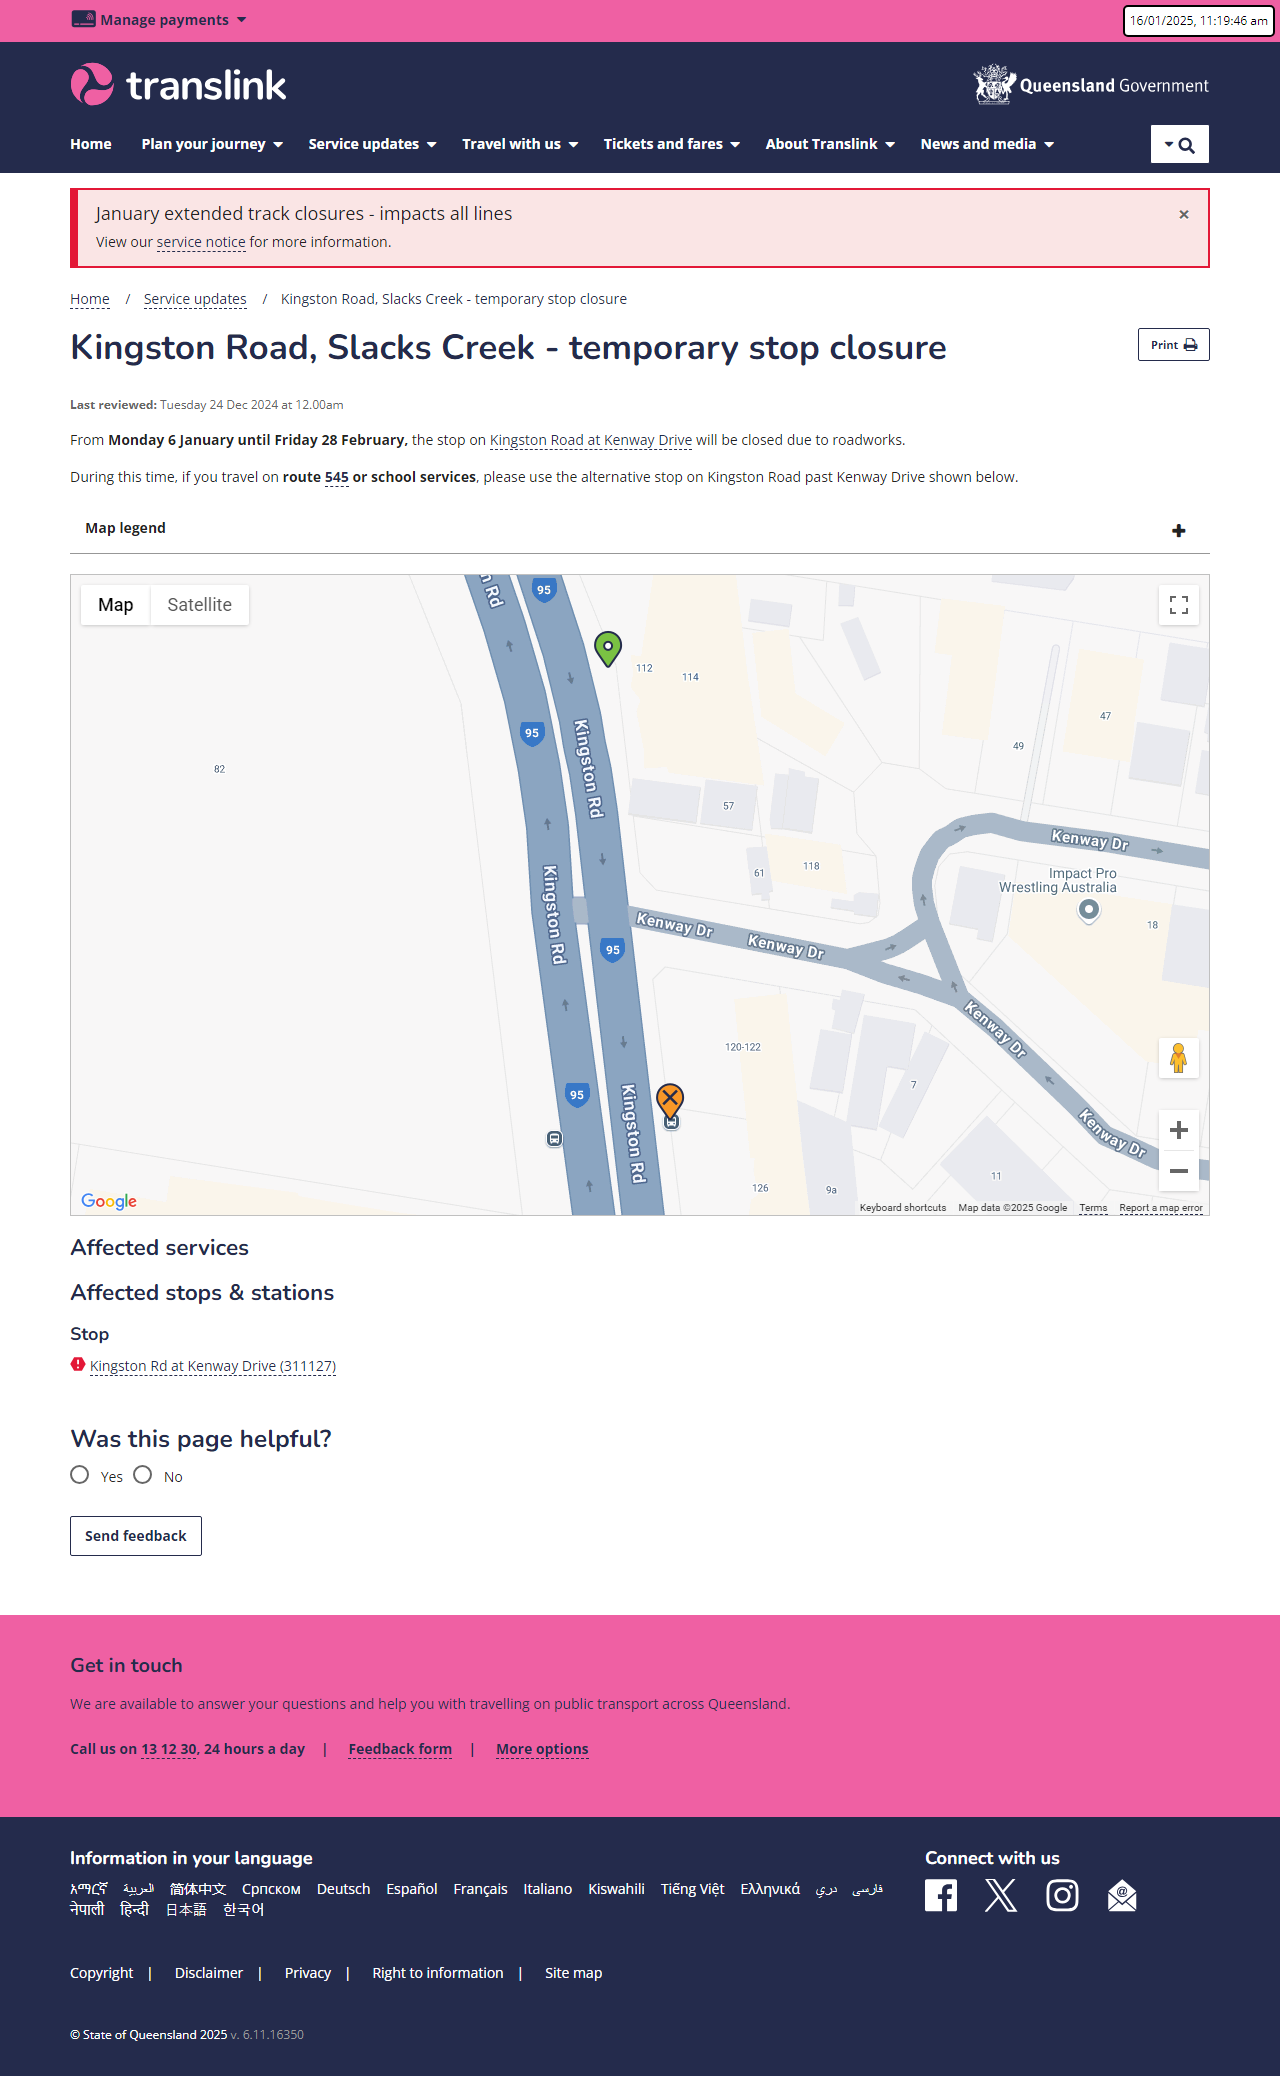 Manage payments
16/01/2025, 11:19:46 am
translink
Queensland Government
Home Plan your journey Service updates Travel with us Tickets and fares About Translink News and media
January extended track closures - impacts all lines
×
View our service notice for more information.
Home / Service updates / Kingston Road, Slacks Creek - temporary stop closure
Kingston Road, Slacks Creek - temporary stop closure
Print
Last reviewed: Tuesday 24 Dec 2024 at 12.00am
From Monday 6 January until Friday 28 February, the stop on Kingston Road at Kenway Drive will be closed due to roadworks.
During this time, if you travel on route 545 or school services, please use the alternative stop on Kingston Road past Kenway Drive shown below.
Map legend
Map Satellite
n Rd
95
112
114
47
95
Kingston Rd
49
82
57
Kenway Dr
118
61
Impact Pro
Wrestling Australia
Kingston Rd
Kenway Dr
Kenway Dr
18
95
Kenway Dr
120-122
7
95
Kingston Rd
Kenway Dr
11
126
9a
Google
Keyboard shortcuts Map data ©2025 Google Terms Report a map error
Affected services
Affected stops & stations
Stop
Kingston Rd at Kenway Drive (311127)
Was this page helpful?
Yes No
Send feedback
Get in touch
We are available to answer your questions and help you with travelling on public transport across Queensland.
Call us on 13 12 30, 24 hours a day | Feedback form | More options
Information in your language
አማርኛ العربية 简体中文 Српском Deutsch Español Français Italiano Kiswahili Tiếng Việt Ελληνικά دري فارسی
नेपाली हिन्दी 日本語 한국어
Connect with us
Copyright | Disclaimer | Privacy | Right to information | Site map
© State of Queensland 2025 v. 6.11.16350